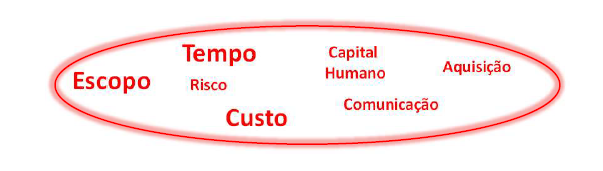 Tempo
Escopo
Risco
Custo
Capital
Humano
Comunicação
Aquisição